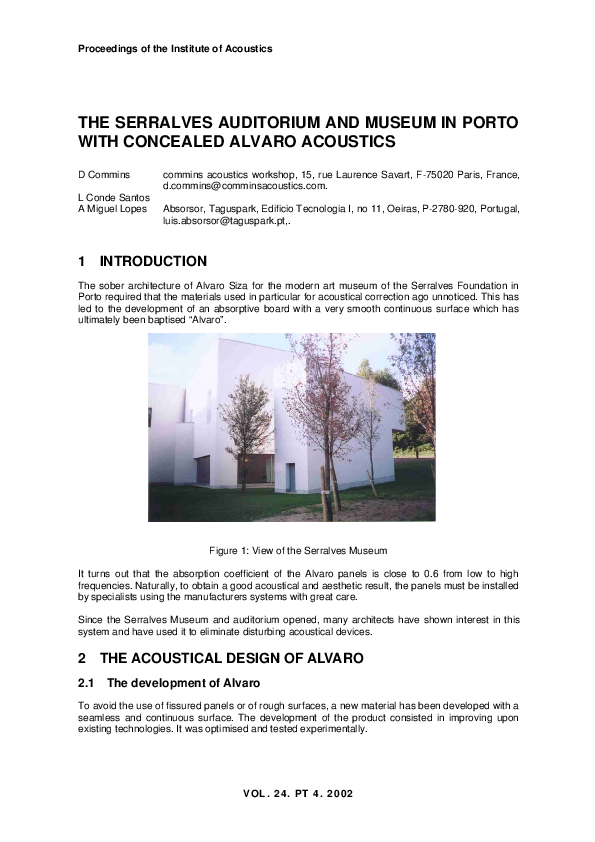 Proceedings of the Institute of Acoustics
THE SERRALVES AUDITORIUM AND MUSEUM IN PORTO
WITH CONCEALED ALVARO ACOUSTICS
D Commins commins acoustics workshop, 15, rue Laurence Savart, F-75020 Paris, France,
d.commins@comminsacoustics.com.
L Conde Santos
A Miguel Lopes Absorsor, Taguspark, Edificio Tecnologia I, no 11, Oeiras, P-2780-920, Portugal,
luis.absorsor@taguspark.pt,.
1 INTRODUCTION
The sober architecture of Alvaro Siza for the modern art museum of the Serralves Foundation in
Porto required that the materials used in particular for acoustical correction ago unnoticed. This has
led to the development of an absorptive board with a very smooth continuous surface which has
ultimately been baptised “Alvaro”.
Figure 1: View of the Serralves Museum
It turns out that the absorption coefficient of the Alvaro panels is close to 0.6 from low to high
frequencies. Naturally, to obtain a good acoustical and aesthetic result, the panels must be installed
by specialists using the manufacturers systems with great care.
Since the Serralves Museum and auditorium opened, many architects have shown interest in this
system and have used it to eliminate disturbing acoustical devices.
2 THE ACOUSTICAL DESIGN OF ALVARO
2.1 The development of Alvaro
To avoid the use of fissured panels or of rough surfaces, a new material has been developed with a
seamless and continuous surface. The development of the product consisted in improving upon
existing technologies. It was optimised and tested experimentally.
VOL. 24. PT 4. 2002